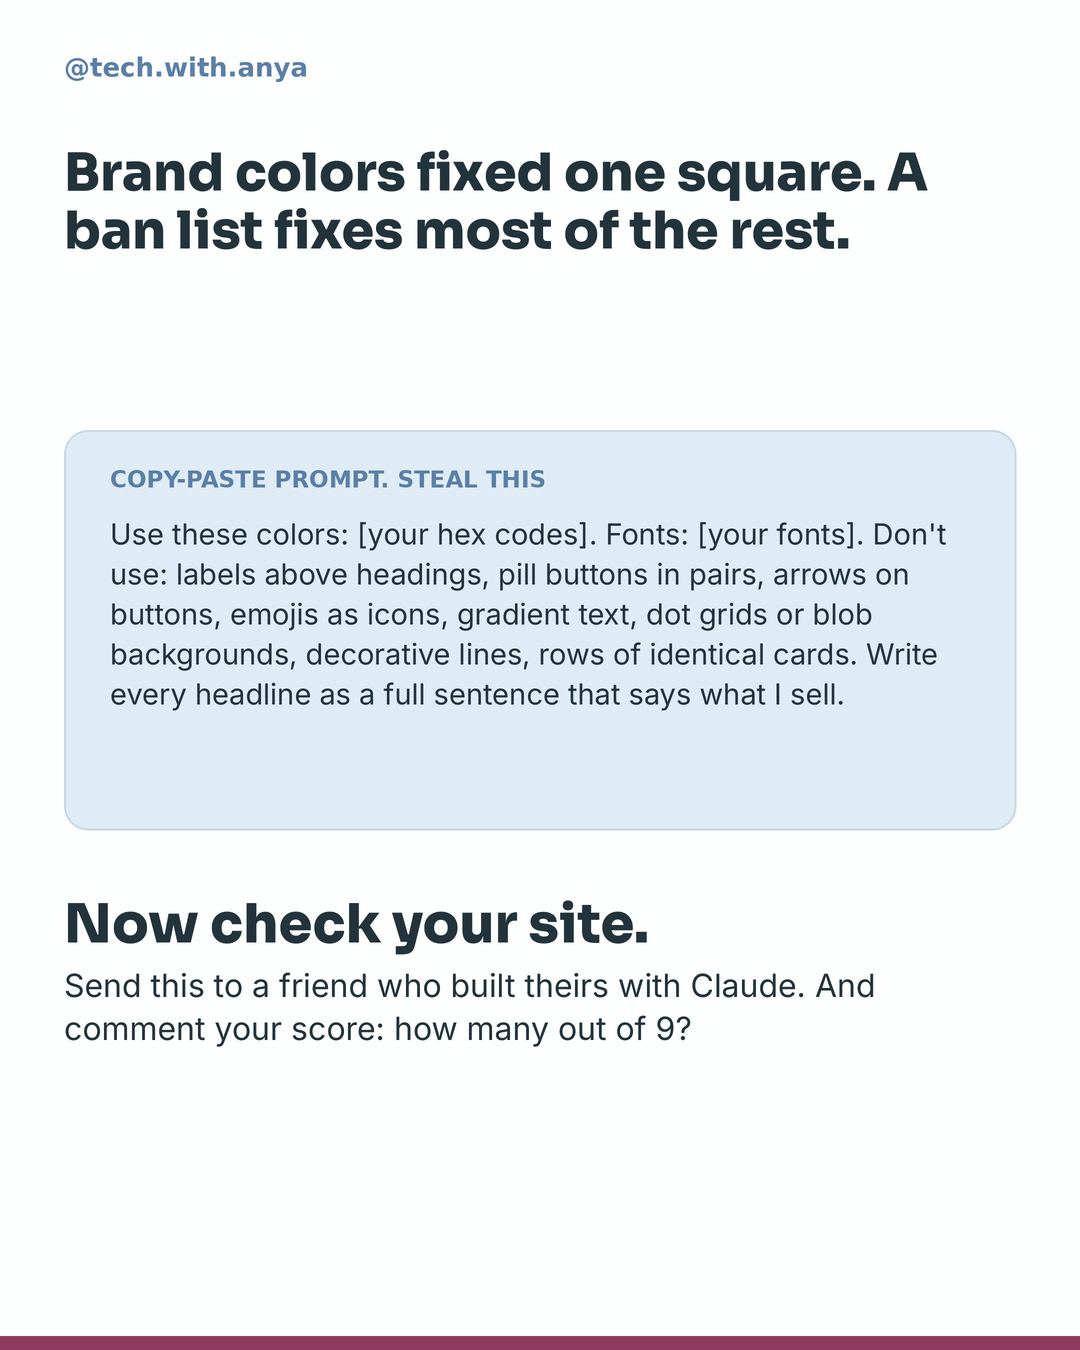 @tech.with.anya
Brand colors fixed one square. A
ban list fixes most of the rest.
COPY-PASTE PROMPT. STEAL THIS
Use these colors: [your hex codes]. Fonts: [your fonts]. Don't
use: labels above headings, pill buttons in pairs, arrows on
buttons, emojis as icons, gradient text, dot grids or blob
backgrounds, decorative lines, rows of identical cards. Write
every headline as a full sentence that says what I sell.
Now check your site.
Send this to a friend who built theirs with Claude. And
comment your score: how many out of 9?